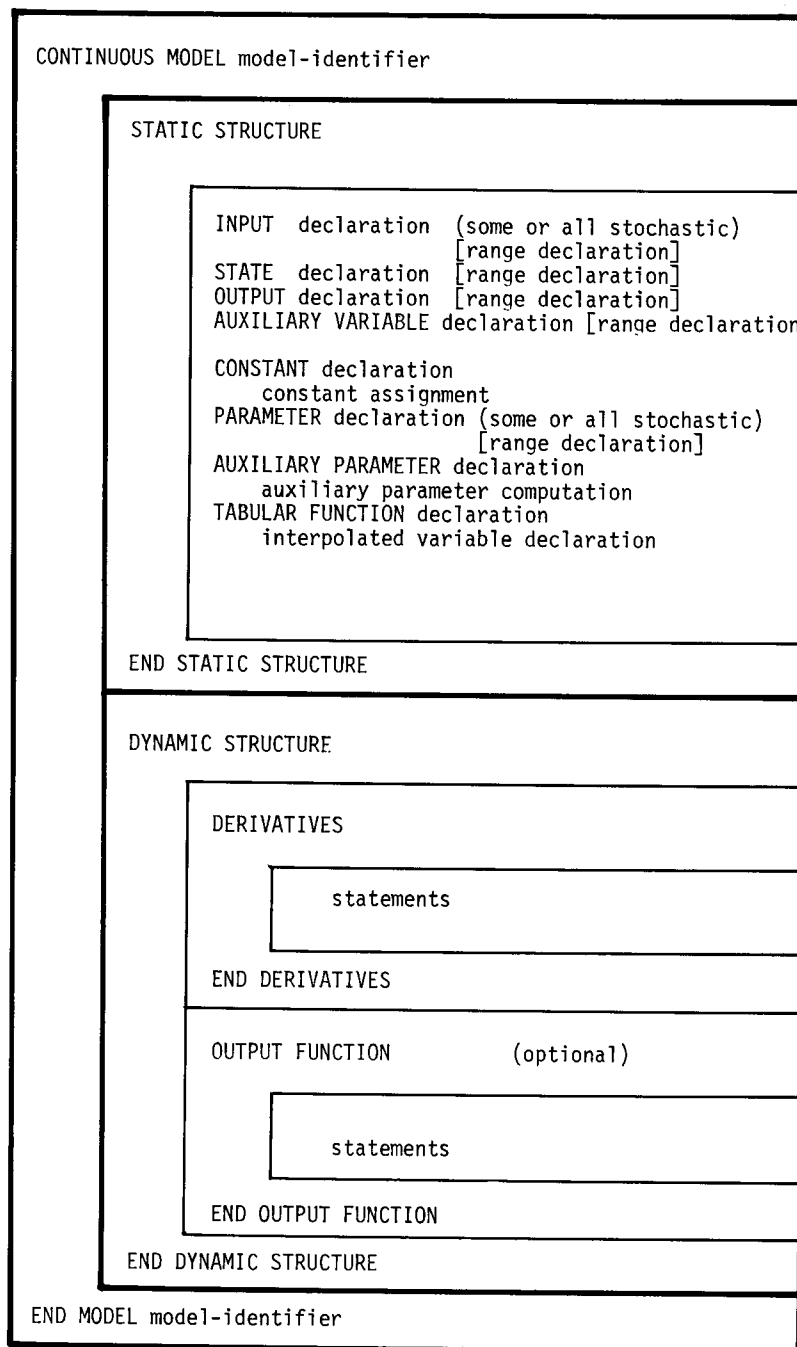 CONTINUOUS MODEL model-identifier
STATIC STRUCTURE
INPUT declaration (some or all stochastic)
[range declaration]
STATE declaration [range declaration]
OUTPUT declaration [range declaration]
AUXILIARY VARIABLE declaration [range declaration
CONSTANT declaration
constant assignment
PARAMETER declaration (some or all stochastic)
[range declaration]
AUXILIARY PARAMETER declaration
auxiliary parameter computation
TABULAR FUNCTION declaration
interpolated variable declaration
END STATIC STRUCTURE
DYNAMIC STRUCTURE
DERIVATIVES
statements
END DERIVATIVES
OUTPUT FUNCTION (optional)
statements
END OUTPUT FUNCTION
END DYNAMIC STRUCTURE
END MODEL model-identifier